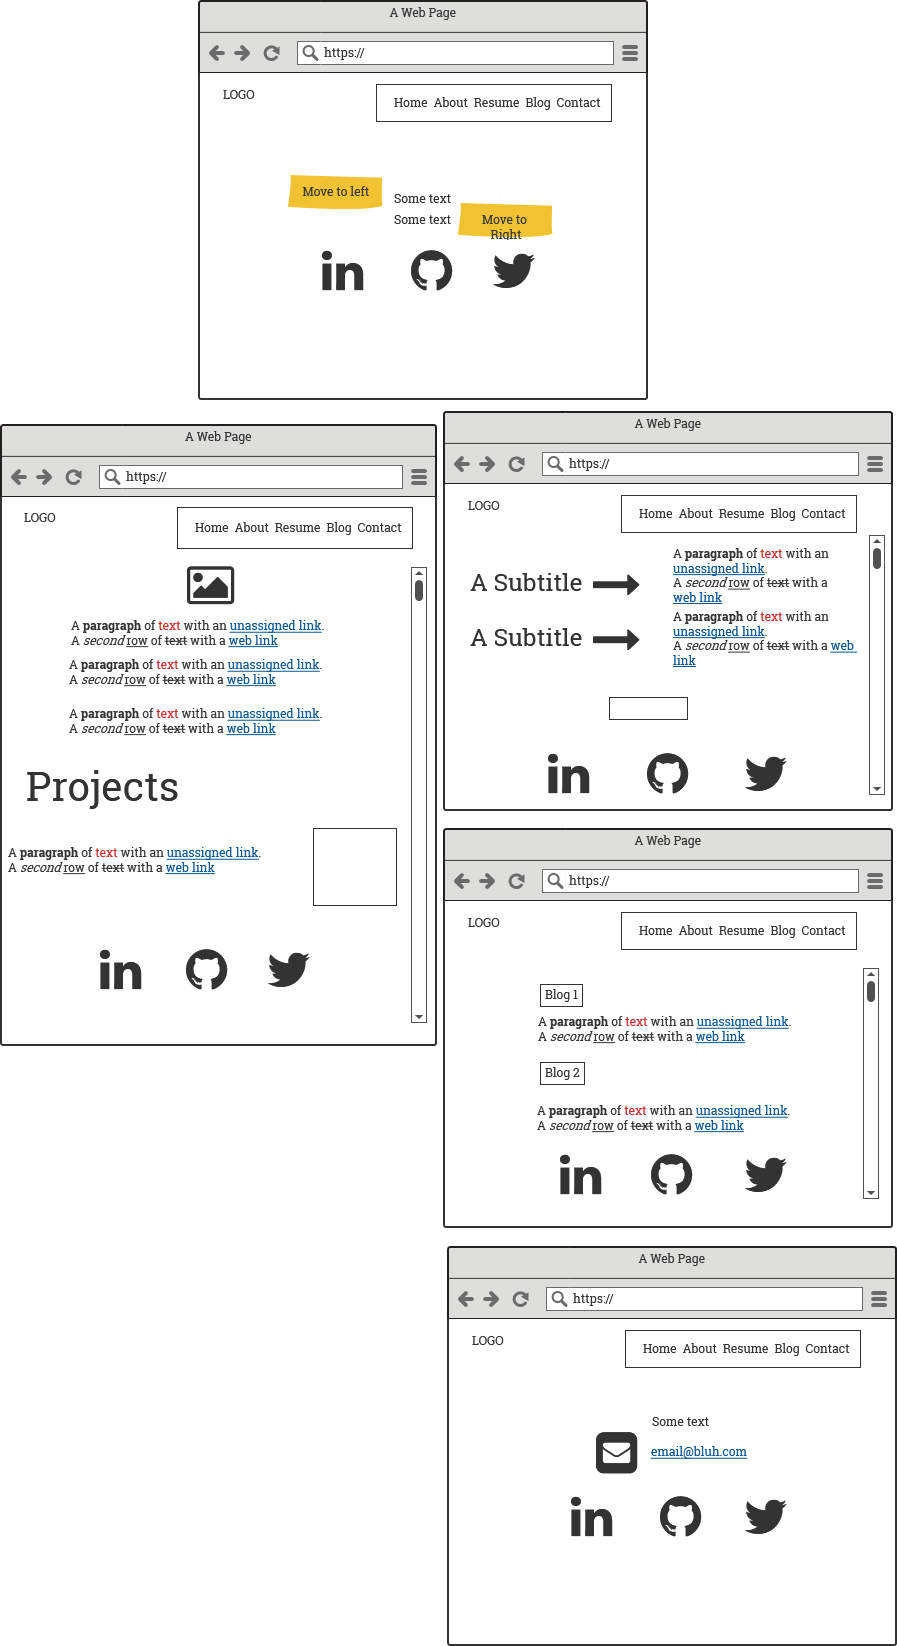 A Web Page
https://
LOGO
Home About Resume Blog Contact
Move to left
Some text
Some text
Move to
Right
A Web Page
https://
LOGO
Home About Resume Blog Contact
A paragraph of text with an unassigned link.
A second row of text with a web link
A paragraph of text with an unassigned link.
A second row of text with a web link
A paragraph of text with an unassigned link.
A second row of text with a web link
Projects
A paragraph of text with an unassigned link.
A second row of text with a web link
A Web Page
https://
LOGO
Home About Resume Blog Contact
A Subtitle
A paragraph of text with an
unassigned link.
A second row of text with a
web link
A Subtitle
A paragraph of text with an
unassigned link.
A second row of text with a web
link
A Web Page
https://
LOGO
Home About Resume Blog Contact
Blog 1
A paragraph of text with an unassigned link.
A second row of text with a web link
Blog 2
A paragraph of text with an unassigned link.
A second row of text with a web link
A Web Page
https://
LOGO
Home About Resume Blog Contact
Some text
email@bluh.com